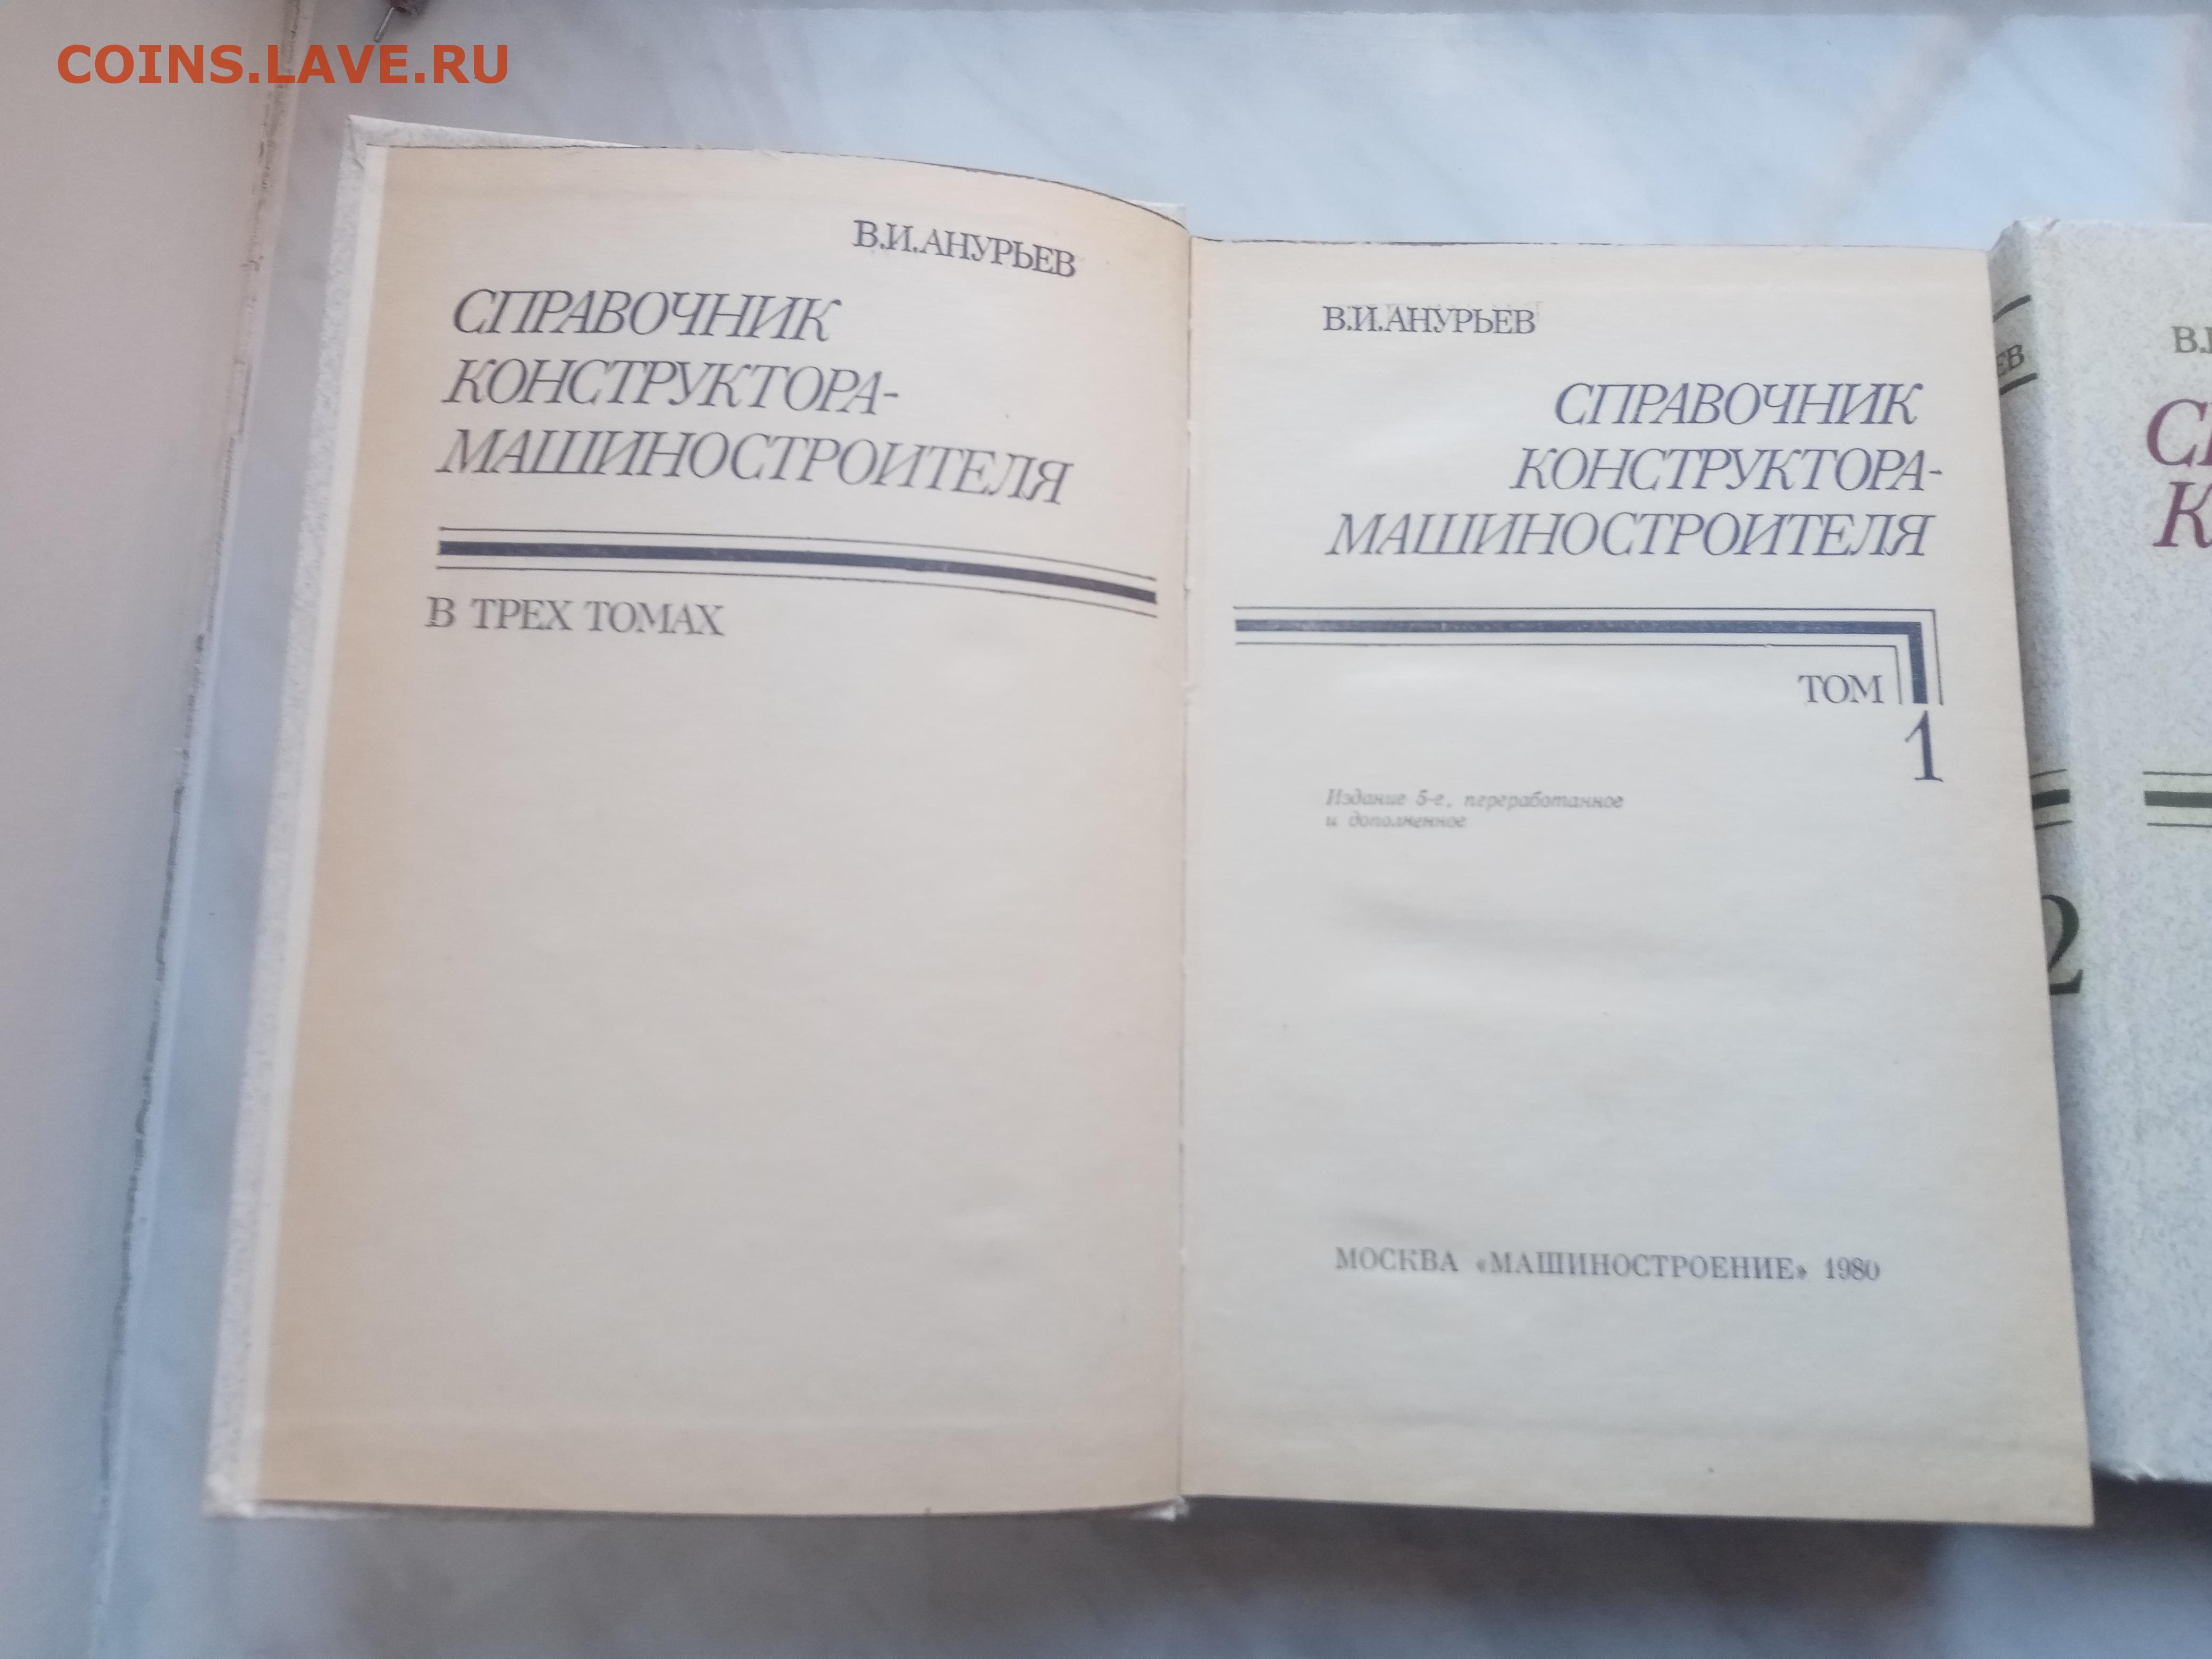 COINS.LAVE.RU
В.И.АНУРЬЕВ
СПРАВОЧНИК
КОНСТРУКТОРА-
МАШИНОСТРОИТЕЛЯ
В ТРЕХ ТОМАХ
В.И.АНУРЬЕВ
СПРАВОЧНИК
КОНСТРУКТОРА-
МАШИНОСТРОИТЕЛЯ
ТОМ
1
Издание 5-е, переработанное
и дополненное
МОСКВА «МАШИНОСТРОЕНИЕ» 1980
2